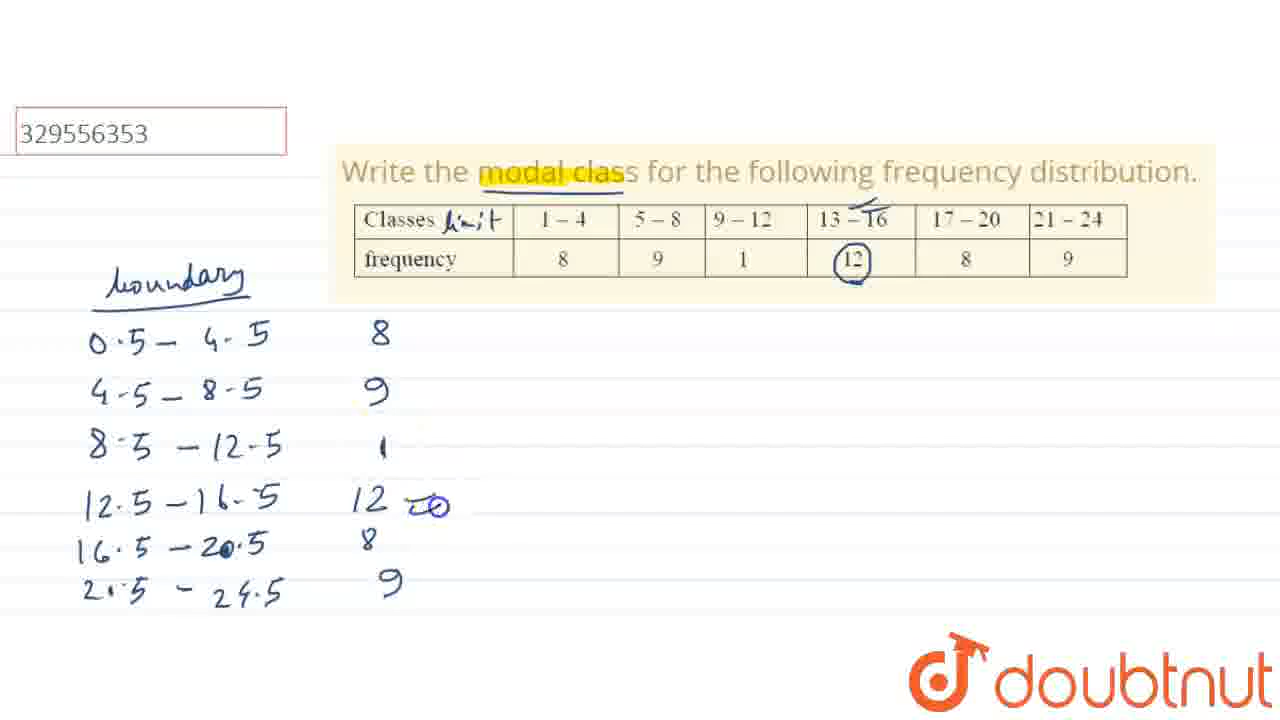 329556353
Write the modal class for the following frequency distribution.
Classes limit 1 – 4 5 – 8 9 – 12 13 – 16 17 – 20 21 – 24
frequency 8 9 1 12 8 9
boundary
0.5 – 4.5 8
4.5 – 8.5 9
8.5 – 12.5 1
12.5 – 16.5 12
16.5 – 20.5 8
21.5 – 24.5 9
doubtnut